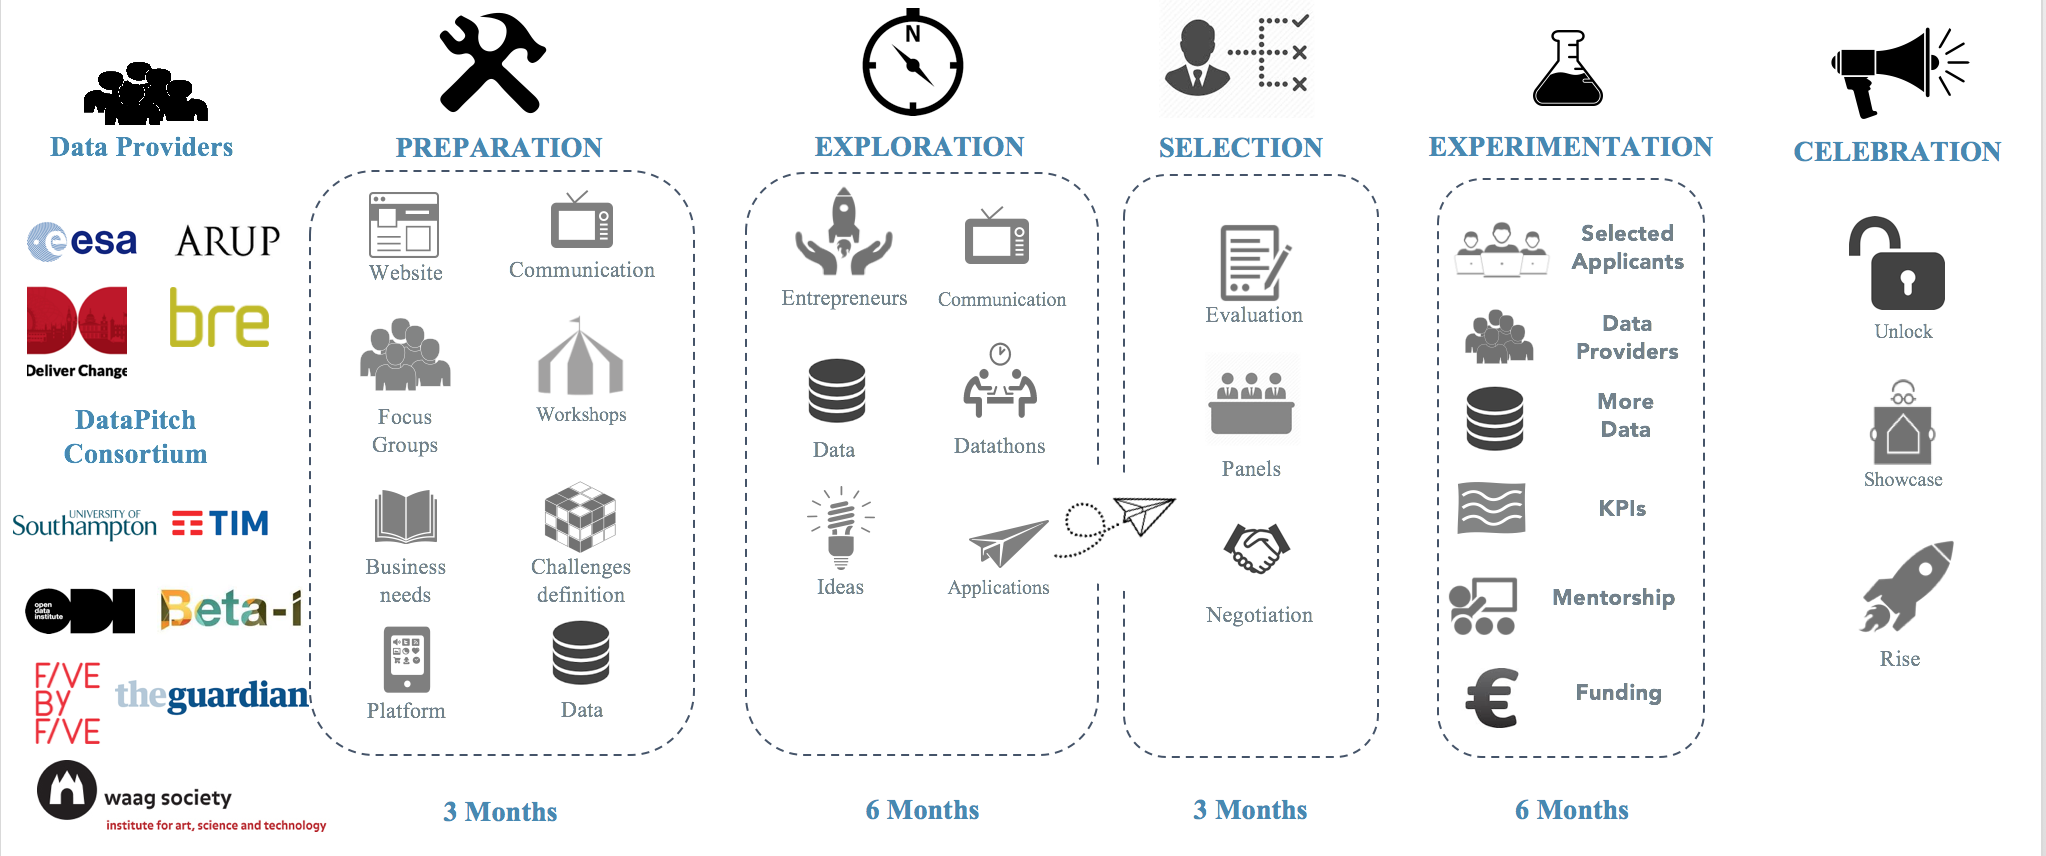 Data Providers
esa
ARUP
Deliver Change
bre
DataPitch
Consortium
UNIVERSITY OF
Southampton
TIM
open
data
institute
ODI
Beta-i
F/VE
BY
F/VE
theguardian
waag society
institute for art, science and technology
PREPARATION
Website
Communication
Focus
Groups
Workshops
Business
needs
Challenges
definition
Platform
Data
3 Months
N
EXPLORATION
Entrepreneurs
Communication
Data
Datathons
Ideas
Applications
6 Months
SELECTION
Evaluation
Panels
Negotiation
3 Months
EXPERIMENTATION
Selected
Applicants
Data
Providers
More
Data
KPIs
Mentorship
€
Funding
6 Months
CELEBRATION
Unlock
Showcase
Rise